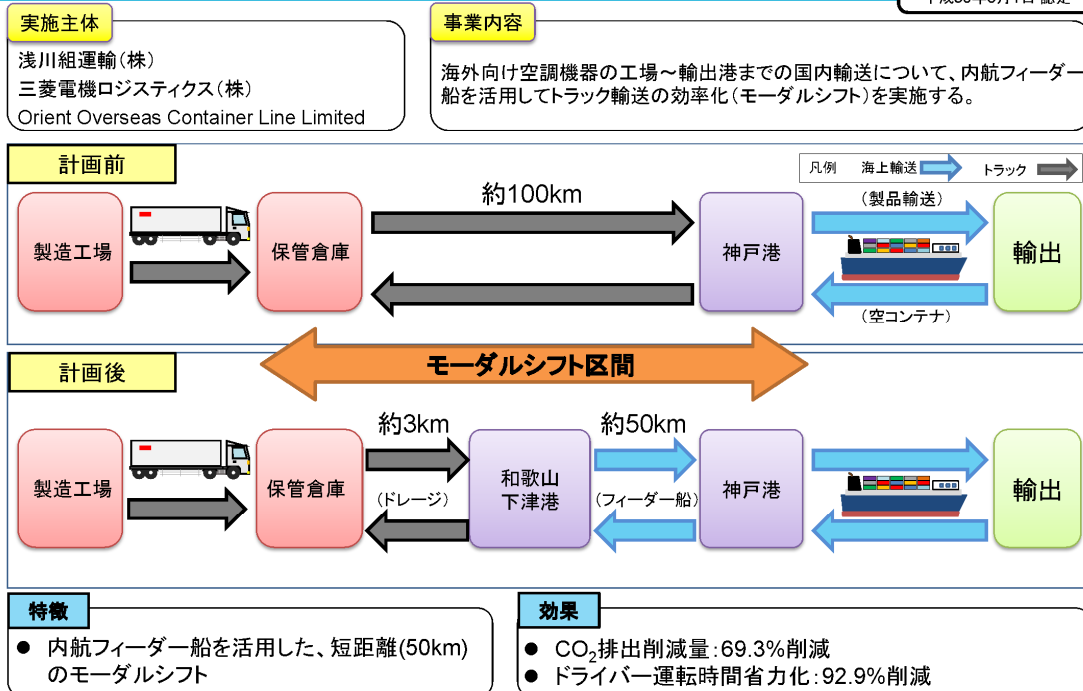 実施主体
浅川組運輸(株)
三菱電機ロジスティクス(株)
Orient Overseas Container Line Limited
事業内容
海外向け空調機器の工場～輸出港までの国内輸送について、内航フィーダー
船を活用してトラック輸送の効率化(モーダルシフト)を実施する。
計画前
凡例 海上輸送 トラック
製造工場
保管倉庫
約100km
神戸港
(製品輸送)
(空コンテナ)
輸出
モーダルシフト区間
計画後
製造工場
保管倉庫
約3km
(ドレージ)
和歌山
下津港
約50km
(フィーダー船)
神戸港
輸出
特徴
● 内航フィーダー船を活用した、短距離(50km)
のモーダルシフト
効果
● CO2排出削減量:69.3%削減
● ドライバー運転時間省力化:92.9%削減